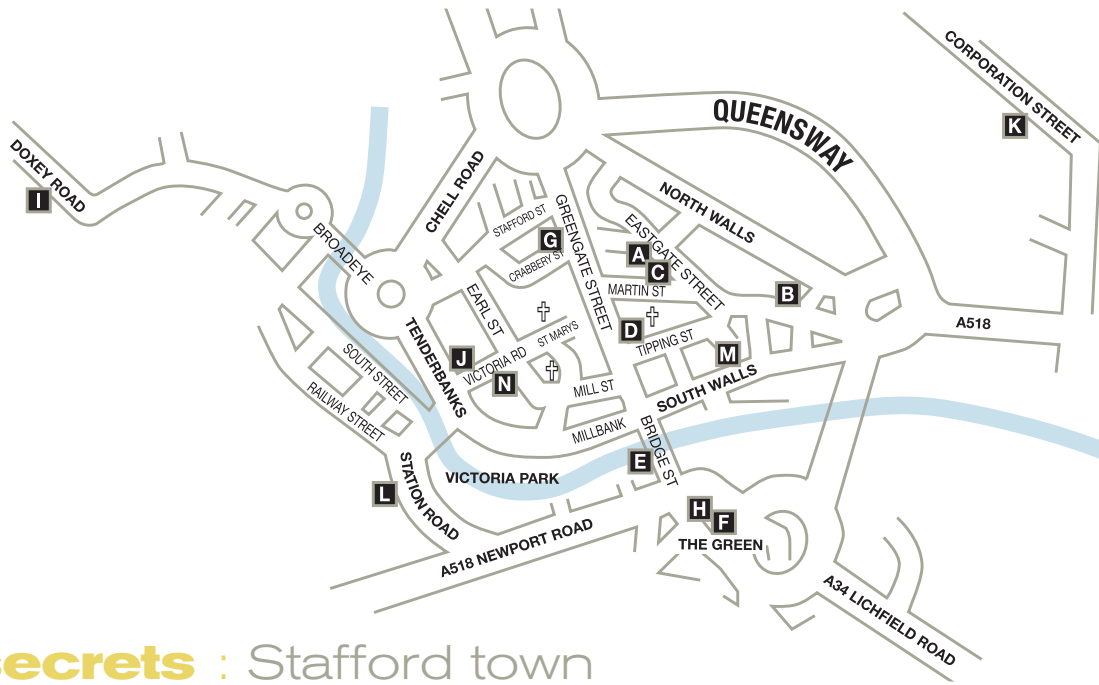 CORPORATION STREET
K
QUEENSWAY
DOXEY ROAD
I
CHELL ROAD
NORTH WALLS
STAFFORD ST
GREENGATE STREET
EASTGATE STREET
BROADEYE
G
CRABBERY ST
A
C
MARTIN ST
B
EARL ST
A518
TENDERBANKS
ST MARYS
D
TIPPING ST
M
J
VICTORIA RD
N
SOUTH STREET
RAILWAY STREET
MILL ST
SOUTH WALLS
MILLBANK
BRIDGE ST
E
STATION ROAD
L
VICTORIA PARK
H
F
THE GREEN
A518 NEWPORT ROAD
A34 LICHFIELD ROAD
secrets : Stafford town